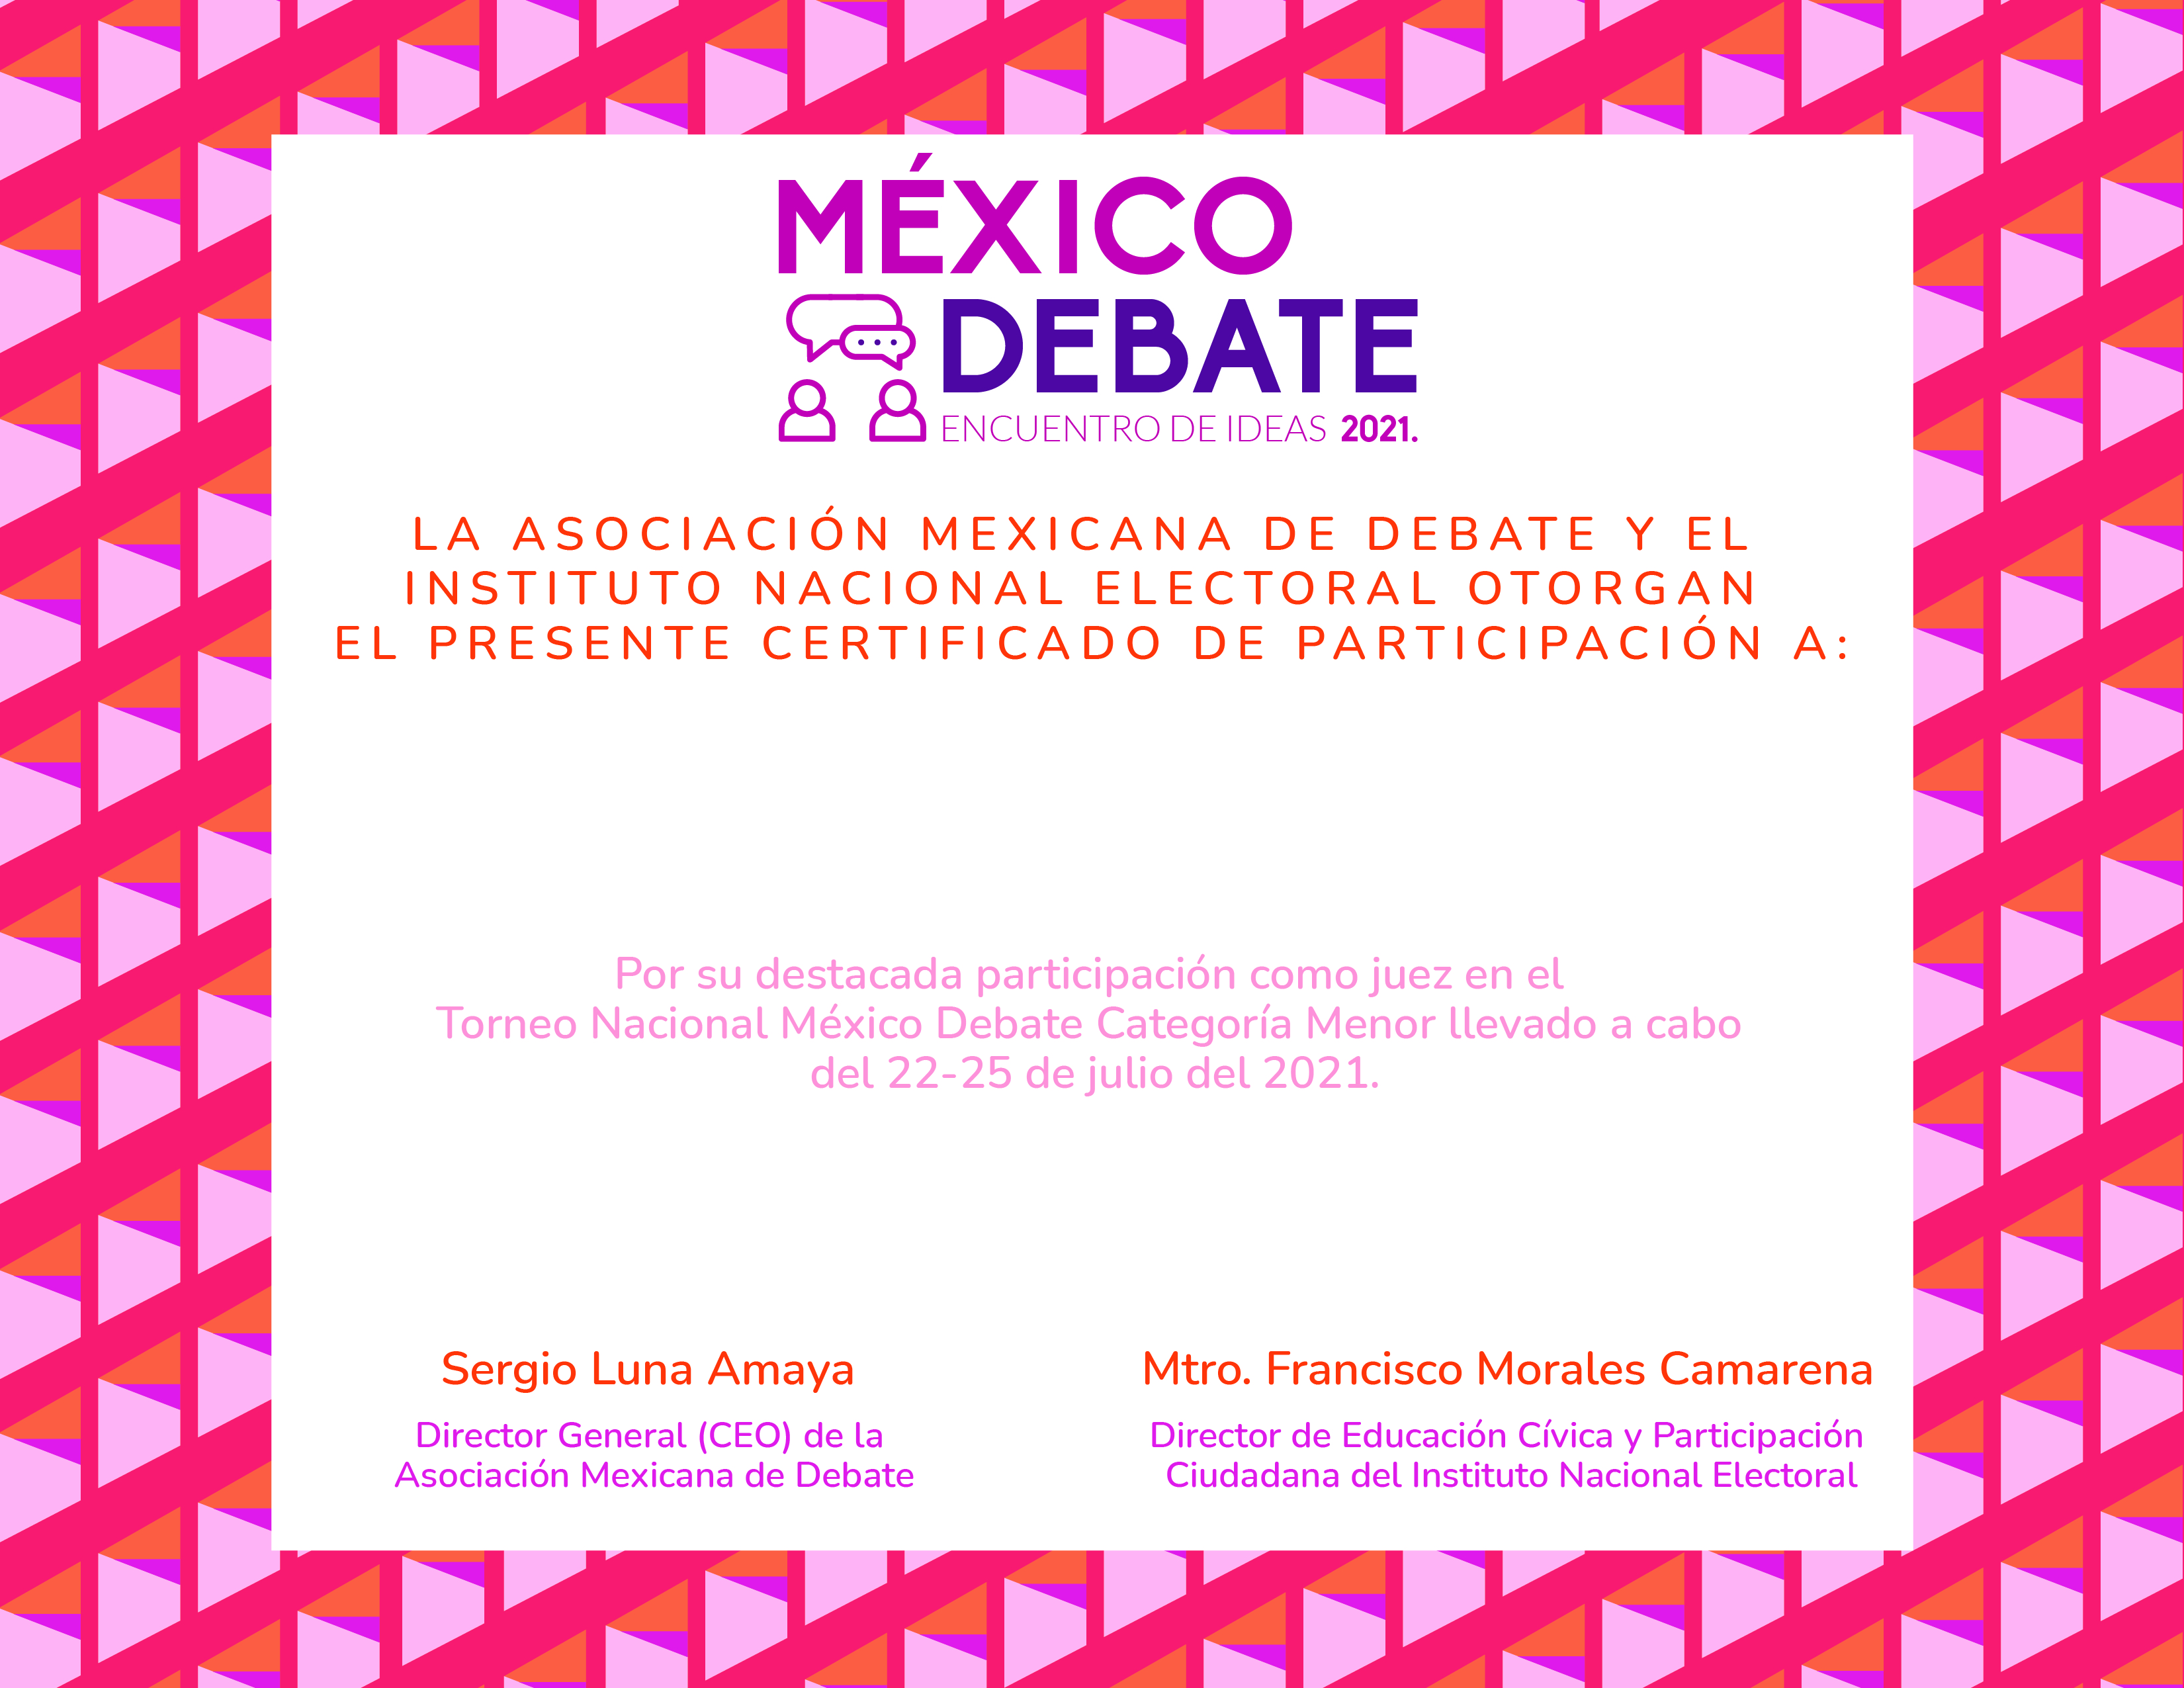 MÉXICO
DEBATE
ENCUENTRO DE IDEAS 2021.
LA ASOCIACIÓN MEXICANA DE DEBATE Y EL
INSTITUTO NACIONAL ELECTORAL OTORGAN
EL PRESENTE CERTIFICADO DE PARTICIPACIÓN A:
Por su destacada participación como juez en el
Torneo Nacional México Debate Categoría Menor llevado a cabo
del 22-25 de julio del 2021.
Sergio Luna Amaya
Director General (CEO) de la
Asociación Mexicana de Debate
Mtro. Francisco Morales Camarena
Director de Educación Cívica y Participación
Ciudadana del Instituto Nacional Electoral